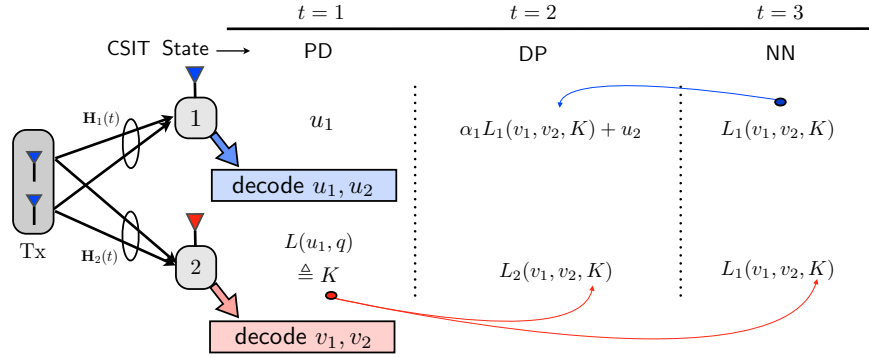 t = 1 t = 2 t = 3
CSIT State → PD DP NN
H₁(t)
1
u₁ α₁L₁(v₁, v₂, K) + u₂ L₁(v₁, v₂, K)
decode u₁, u₂
Tx
H₂(t)
2
L(u₁, q)
≜ K L₂(v₁, v₂, K) L₁(v₁, v₂, K)
decode v₁, v₂